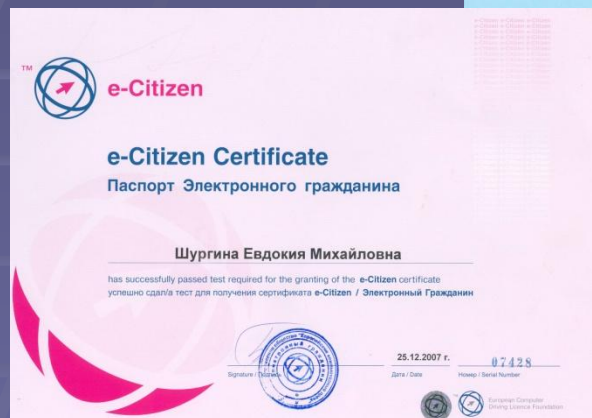 TM
e-Citizen
e-Citizen Certificate
Паспорт Электронного гражданина
Шургина Евдокия Михайловна
has successfully passed test required for the granting of the e-Citizen certificate
успешно сдал/а тест для получения сертификата e-Citizen / Электронный Гражданин
25.12.2007 г.
07428
Signature / Подпись
Дата / Date
Номер / Serial Number
European Computer
Driving Licence Foundation